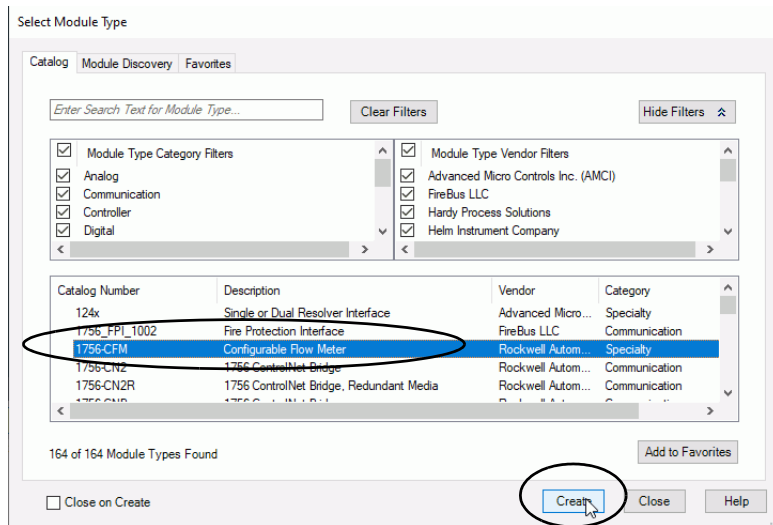 Select Module Type
Catalog Module Discovery Favorites
Enter Search Text for Module Type...
Clear Filters
Hide Filters
Module Type Category Filters
Analog
Communication
Controller
Digital
Module Type Vendor Filters
Advanced Micro Controls Inc. (AMCI)
FireBus LLC
Hardy Process Solutions
Helm Instrument Company
Catalog Number Description Vendor Category
124x Single or Dual Resolver Interface Advanced Micro... Specialty
1756_FPI_1002 Fire Protection Interface FireBus LLC Communication
1756-CFM Configurable Flow Meter Rockwell Autom... Specialty
1756-CN2 1756 ControlNet Bridge Rockwell Autom... Communication
1756-CN2R 1756 ControlNet Bridge, Redundant Media Rockwell Autom... Communication
164 of 164 Module Types Found
Add to Favorites
Close on Create
Create Close Help